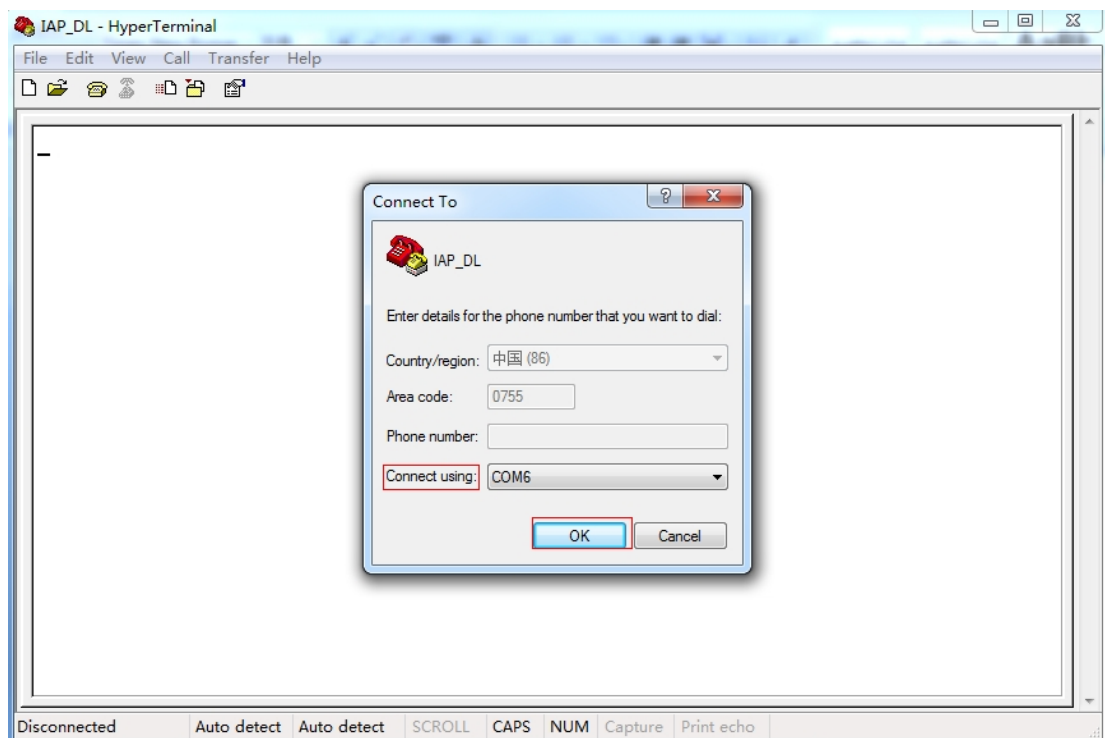 IAP_DL - HyperTerminal
File Edit View Call Transfer Help
Connect To
IAP_DL
Enter details for the phone number that you want to dial:
Country/region: 中国 (86)
Area code: 0755
Phone number:
Connect using: COM6
OK Cancel
Disconnected Auto detect Auto detect SCROLL CAPS NUM Capture Print echo